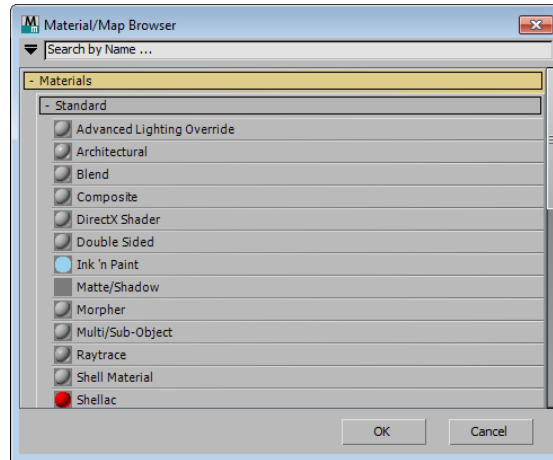 Material/Map Browser
Search by Name ...
- Materials
- Standard
Advanced Lighting Override
Architectural
Blend
Composite
DirectX Shader
Double Sided
Ink 'n Paint
Matte/Shadow
Morpher
Multi/Sub-Object
Raytrace
Shell Material
Shellac
OK Cancel